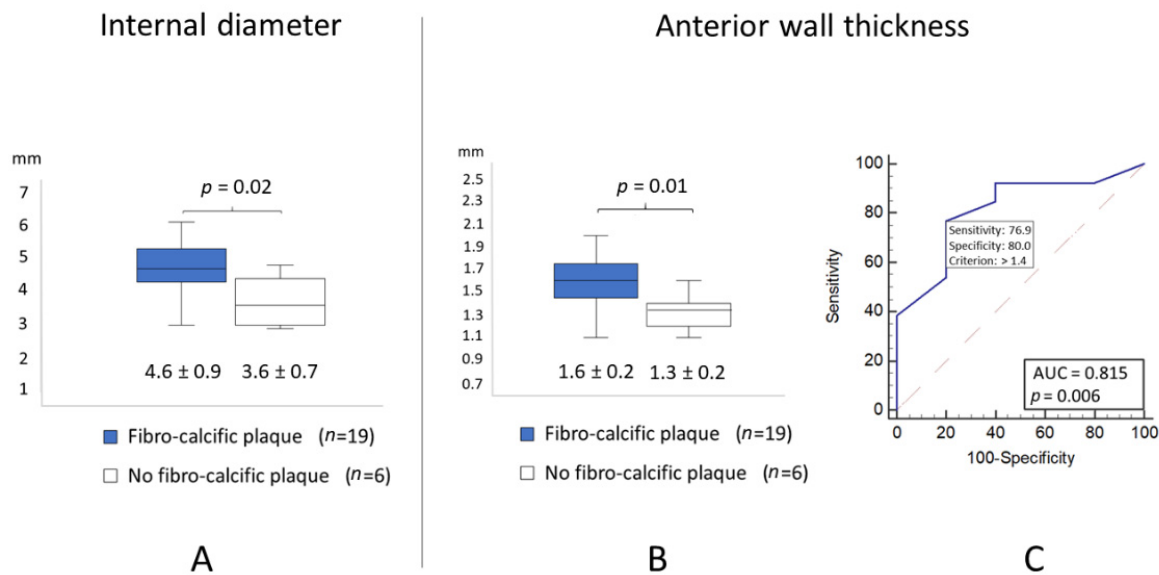 Internal diameter
mm
7
6
5
4
3
2
1
p = 0.02
4.6 ± 0.9 3.6 ± 0.7
Fibro-calcific plaque (n=19)
No fibro-calcific plaque (n=6)
A
Anterior wall thickness
mm
2.5
2.3
2.1
1.9
1.7
1.5
1.3
1.1
0.9
0.7
p = 0.01
1.6 ± 0.2 1.3 ± 0.2
Fibro-calcific plaque (n=19)
No fibro-calcific plaque (n=6)
B
Sensitivity
100
80
60
40
20
0
Sensitivity: 76.9
Specificity: 80.0
Criterion: > 1.4
AUC = 0.815
p = 0.006
0 20 40 60 80 100
100-Specificity
C